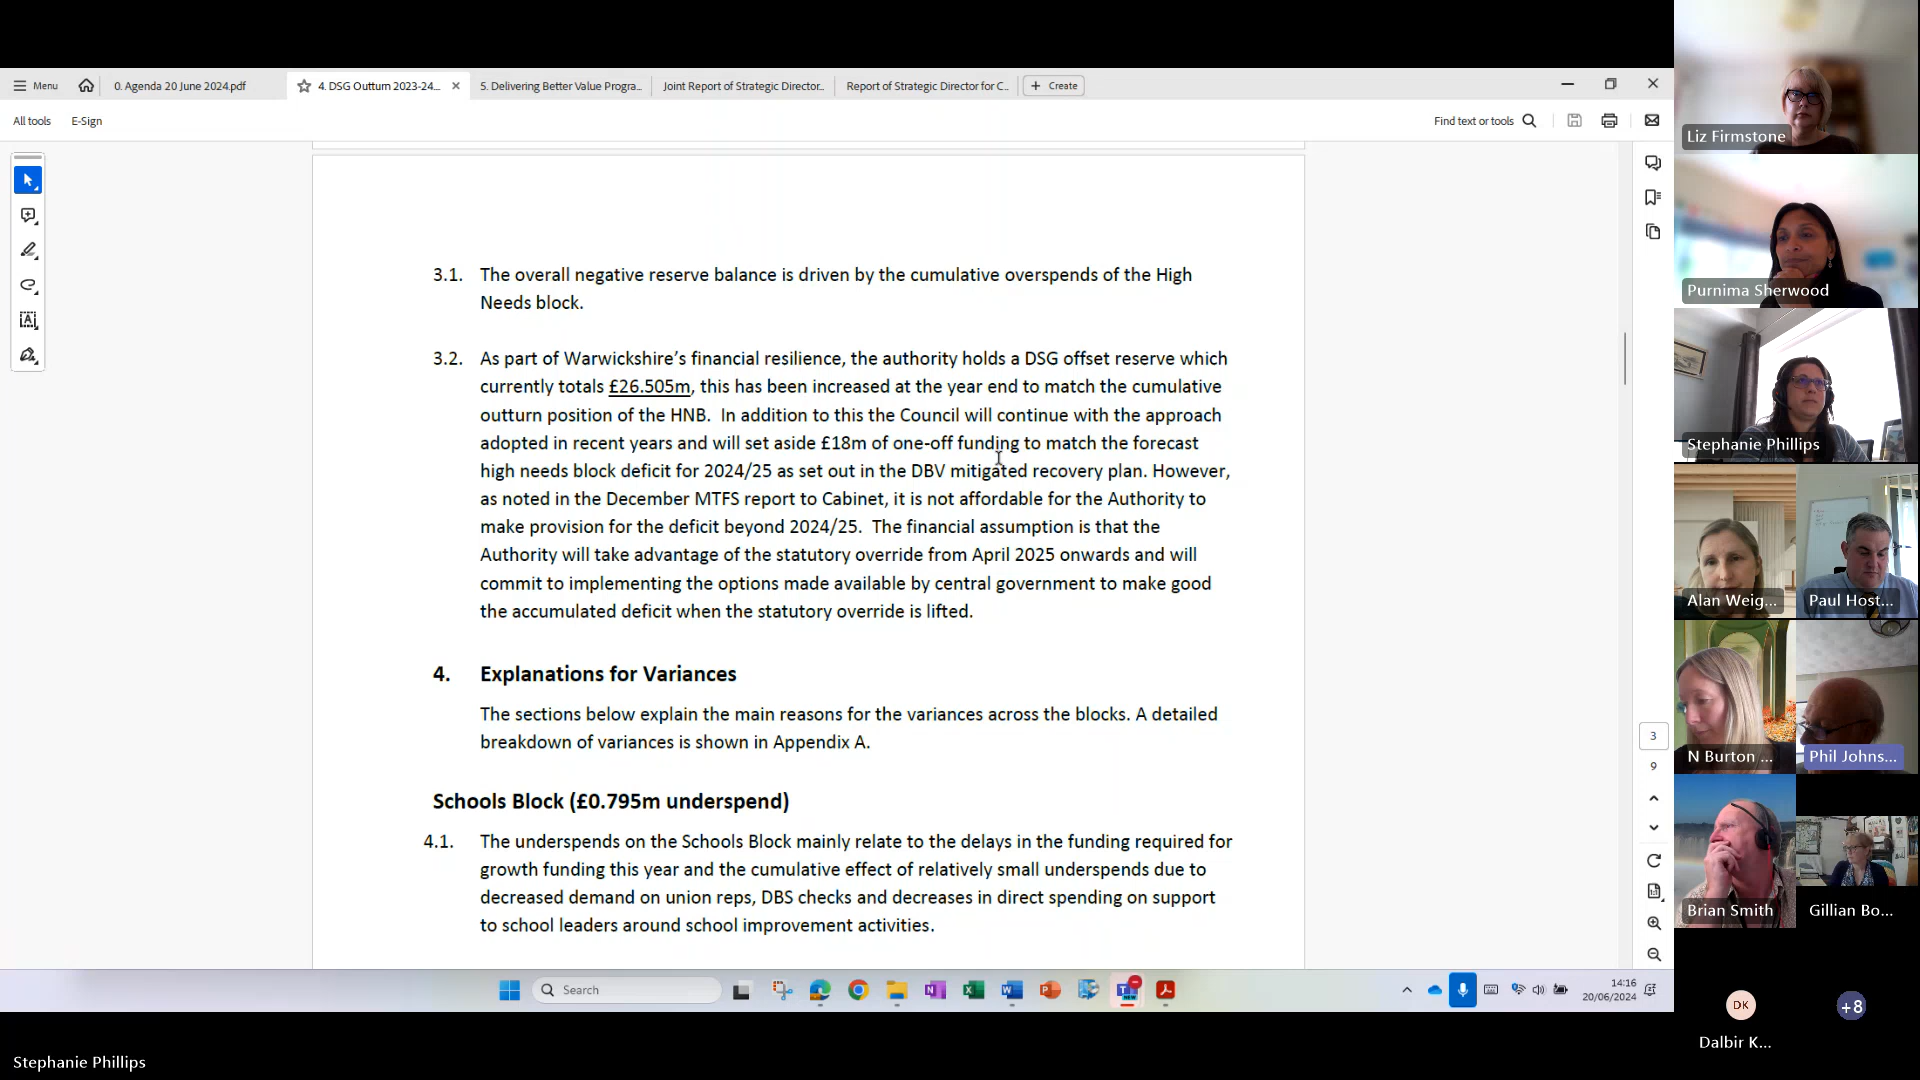 Menu
0. Agenda 20 June 2024.pdf
4. DSG Outturn 2023-24...
5. Delivering Better Value Progra...
Joint Report of Strategic Director...
Report of Strategic Director for C...
Create
All tools
E-Sign
Find text or tools
3.1. The overall negative reserve balance is driven by the cumulative overspends of the High
Needs block.
3.2. As part of Warwickshire’s financial resilience, the authority holds a DSG offset reserve which
currently totals £26.505m, this has been increased at the year end to match the cumulative
outturn position of the HNB. In addition to this the Council will continue with the approach
adopted in recent years and will set aside £18m of one-off funding to match the forecast
high needs block deficit for 2024/25 as set out in the DBV mitigated recovery plan. However,
as noted in the December MTFS report to Cabinet, it is not affordable for the Authority to
make provision for the deficit beyond 2024/25. The financial assumption is that the
Authority will take advantage of the statutory override from April 2025 onwards and will
commit to implementing the options made available by central government to make good
the accumulated deficit when the statutory override is lifted.
4. Explanations for Variances
The sections below explain the main reasons for the variances across the blocks. A detailed
breakdown of variances is shown in Appendix A.
Schools Block (£0.795m underspend)
4.1. The underspends on the Schools Block mainly relate to the delays in the funding required for
growth funding this year and the cumulative effect of relatively small underspends due to
decreased demand on union reps, DBS checks and decreases in direct spending on support
to school leaders around school improvement activities.
3
9
Search
14:16
20/06/2024
Liz Firmstone
Purnima Sherwood
Stephanie Phillips
Alan Weig...
Paul Host...
N Burton ...
Phil Johns...
Brian Smith
Gillian Bo...
DK
+8
Dalbir K...
Stephanie Phillips